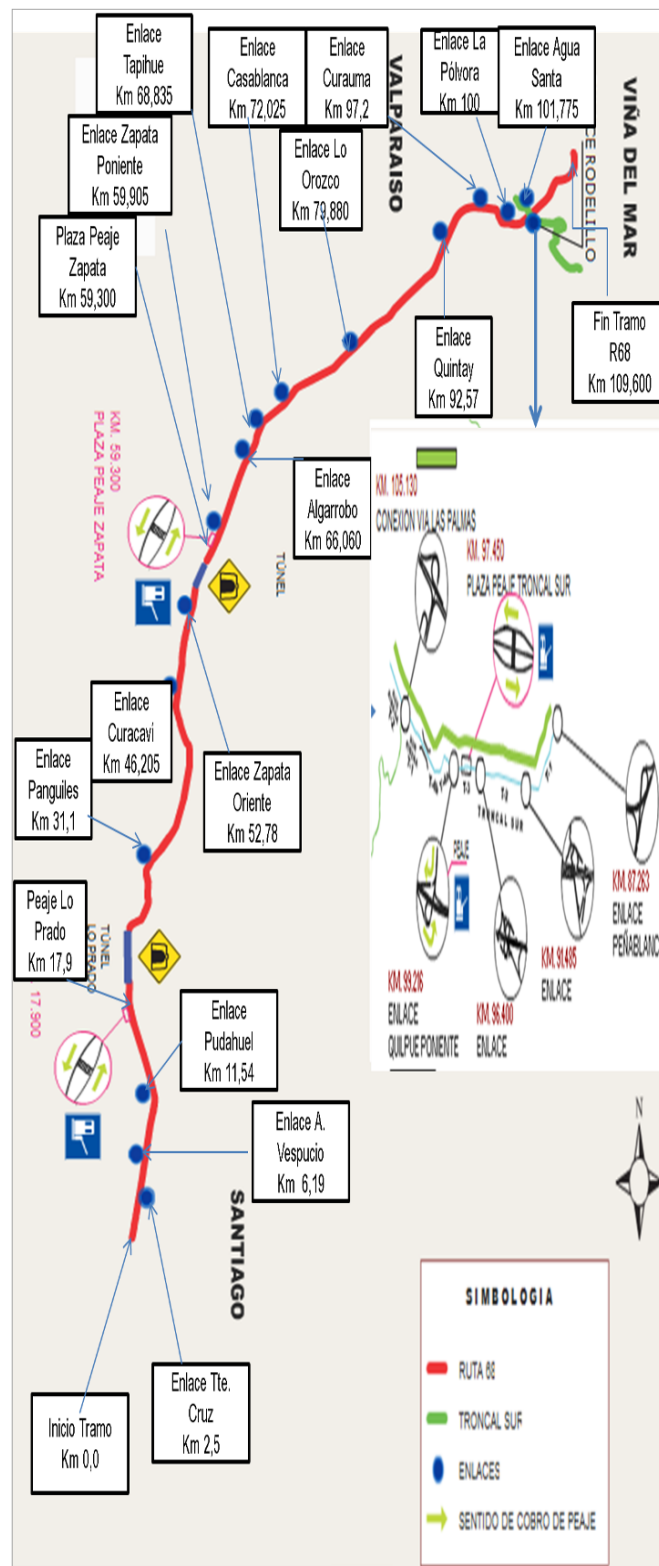 Enlace
Tapihue
Km 68,835
Enlace
Casablanca
Km 72,025
Enlace
Curauma
Km 97,2
Enlace La
Pólvora
Km 100
Enlace Agua
Santa
Km 101,775
VALPARAISO
VIÑA DEL MAR
CE RODELILLO
Enlace Zapata
Poniente
Km 59,905
Enlace Lo
Orozco
Km 79,880
Plaza Peaje
Zapata
Km 59,300
Enlace
Quintay
Km 92,57
Fin Tramo
R68
Km 109,600
KM. 59.300
PLAZA PEAJE ZAPATA
Enlace
Algarrobo
Km 66,060
TÚNEL
KM. 105.130
CONEXION VIA LAS PALMAS
KM. 97.450
PLAZA PEAJE TRONCAL SUR
T3
T2
TRONCAL SUR
PEAJE
KM. 87.263
ENLACE
PEÑABLANC
KM. 91.485
ENLACE
KM. 99.216
ENLACE
QUILPUE PONIENTE
KM. 96.400
ENLACE
Enlace
Curacaví
Km 46,205
Enlace
Panguiles
Km 31,1
Enlace Zapata
Oriente
Km 52,78
Peaje Lo
Prado
Km 17,9
TÚNEL
LO PRADO
17.900
Enlace
Pudahuel
Km 11,54
Enlace A.
Vespucio
Km 6,19
SANTIAGO
N
Inicio Tramo
Km 0,0
Enlace Tte.
Cruz
Km 2,5
SIMBOLOGIA
RUTA 68
TRONCAL SUR
ENLACES
SENTIDO DE COBRO DE PEAJE